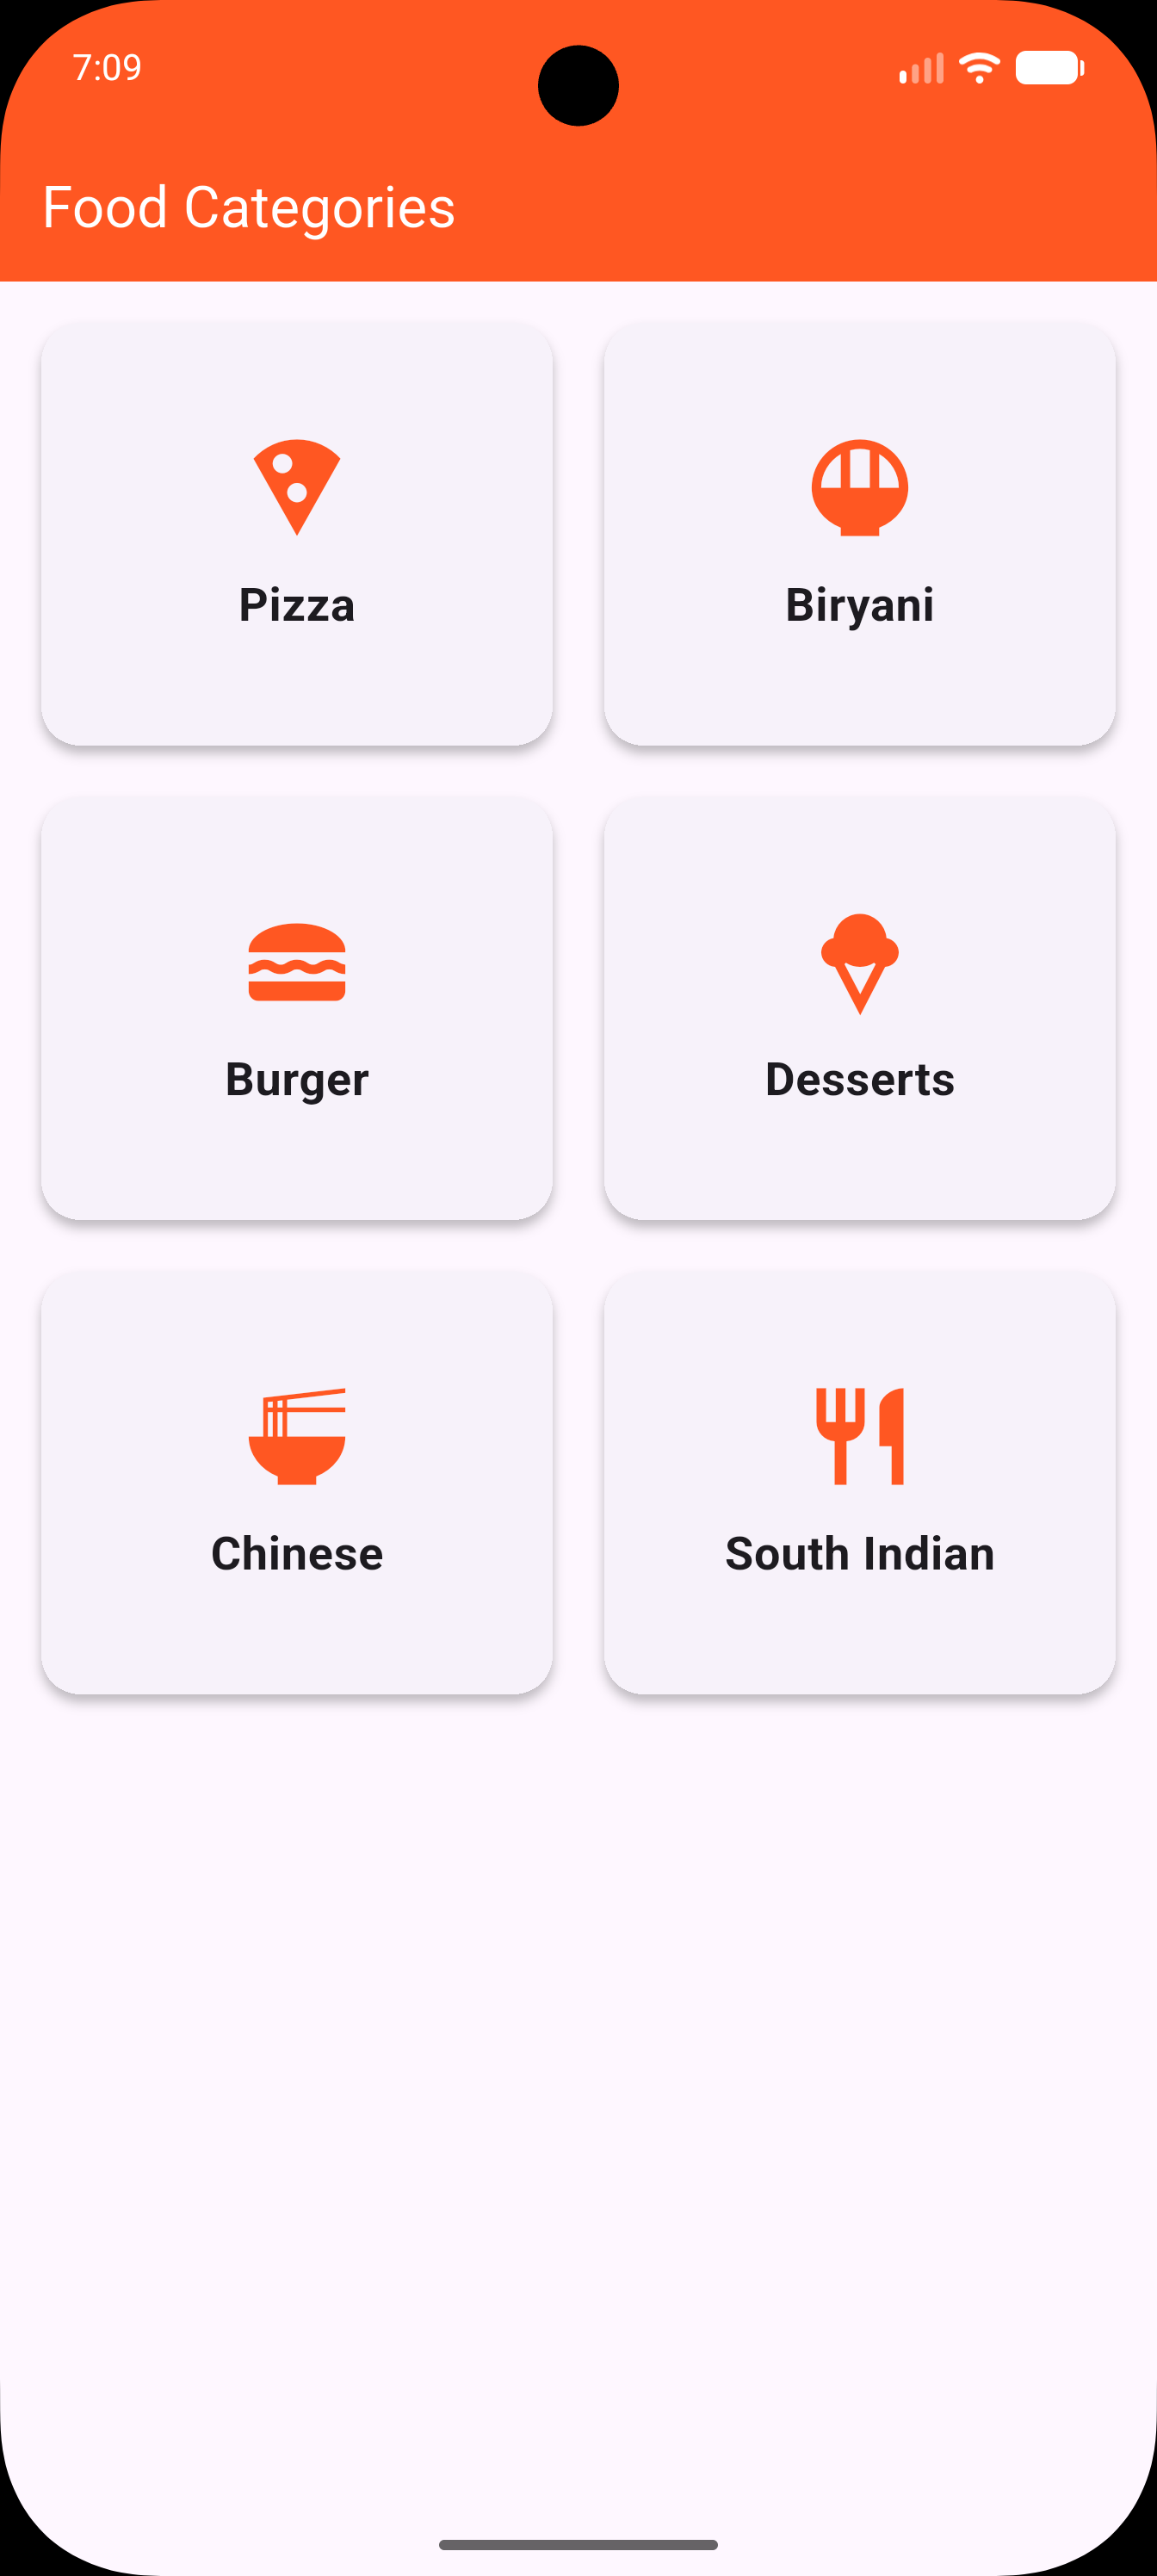 7:09
Food Categories
Pizza
Biryani
Burger
Desserts
Chinese
South Indian